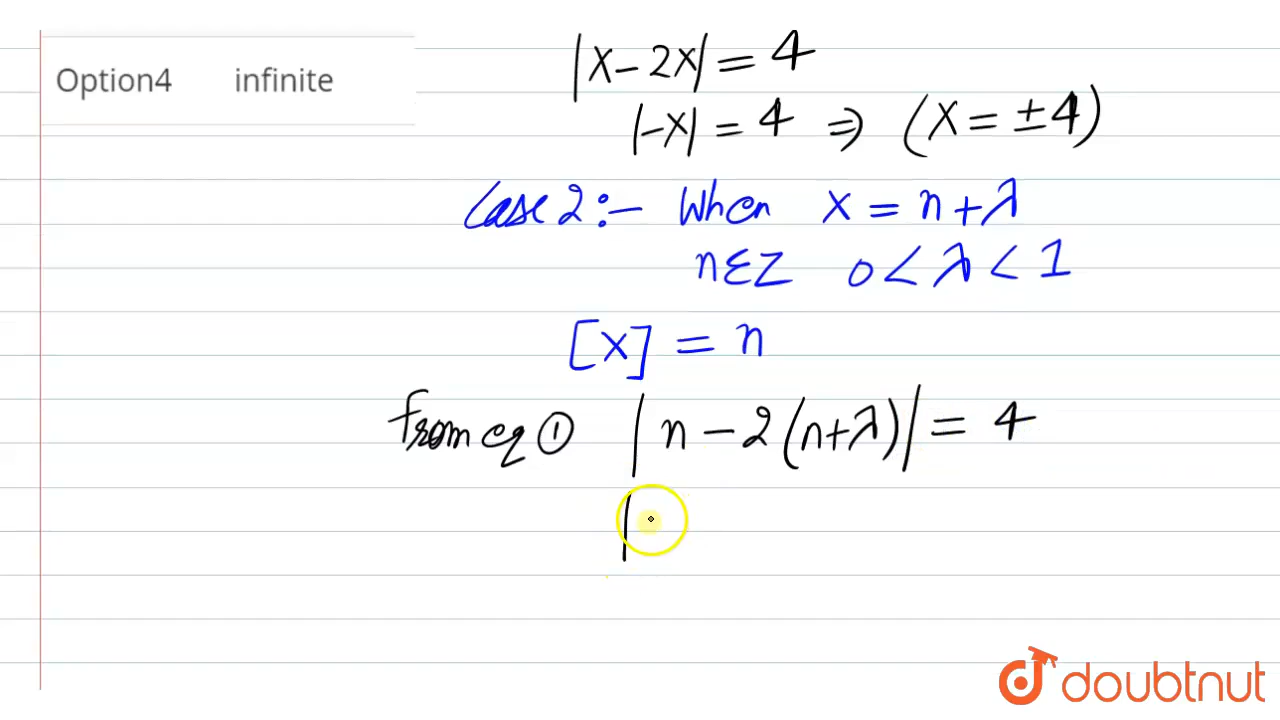 |x-2x| = 4
Option4 infinite
|-x| = 4 ⇒ (x = ±4)
Case 2:- When x = n+λ
n∈Z 0<λ<1
[x] = n
from eq ① |n-2(n+λ)| = 4
|
doubtnut